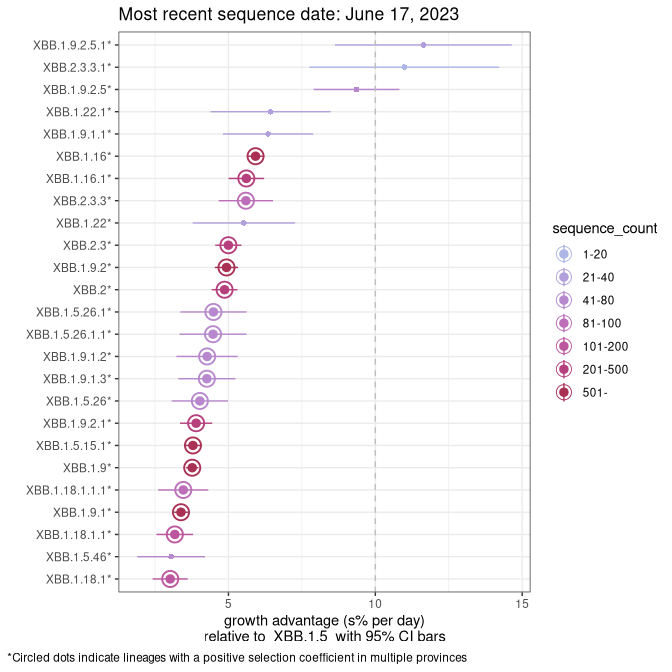 Most recent sequence date: June 17, 2023
XBB.1.9.2.5.1*
XBB.2.3.3.1*
XBB.1.9.2.5*
XBB.1.22.1*
XBB.1.9.1.1*
XBB.1.16*
XBB.1.16.1*
XBB.2.3.3*
XBB.1.22*
XBB.2.3*
XBB.1.9.2*
XBB.2*
XBB.1.5.26.1*
XBB.1.5.26.1.1*
XBB.1.9.1.2*
XBB.1.9.1.3*
XBB.1.5.26*
XBB.1.9.2.1*
XBB.1.5.15.1*
XBB.1.9*
XBB.1.18.1.1.1*
XBB.1.9.1*
XBB.1.18.1.1*
XBB.1.5.46*
XBB.1.18.1*
5 10 15
growth advantage (s% per day)
relative to XBB.1.5 with 95% CI bars
sequence_count
1-20
21-40
41-80
81-100
101-200
201-500
501-
*Circled dots indicate lineages with a positive selection coefficient in multiple provinces